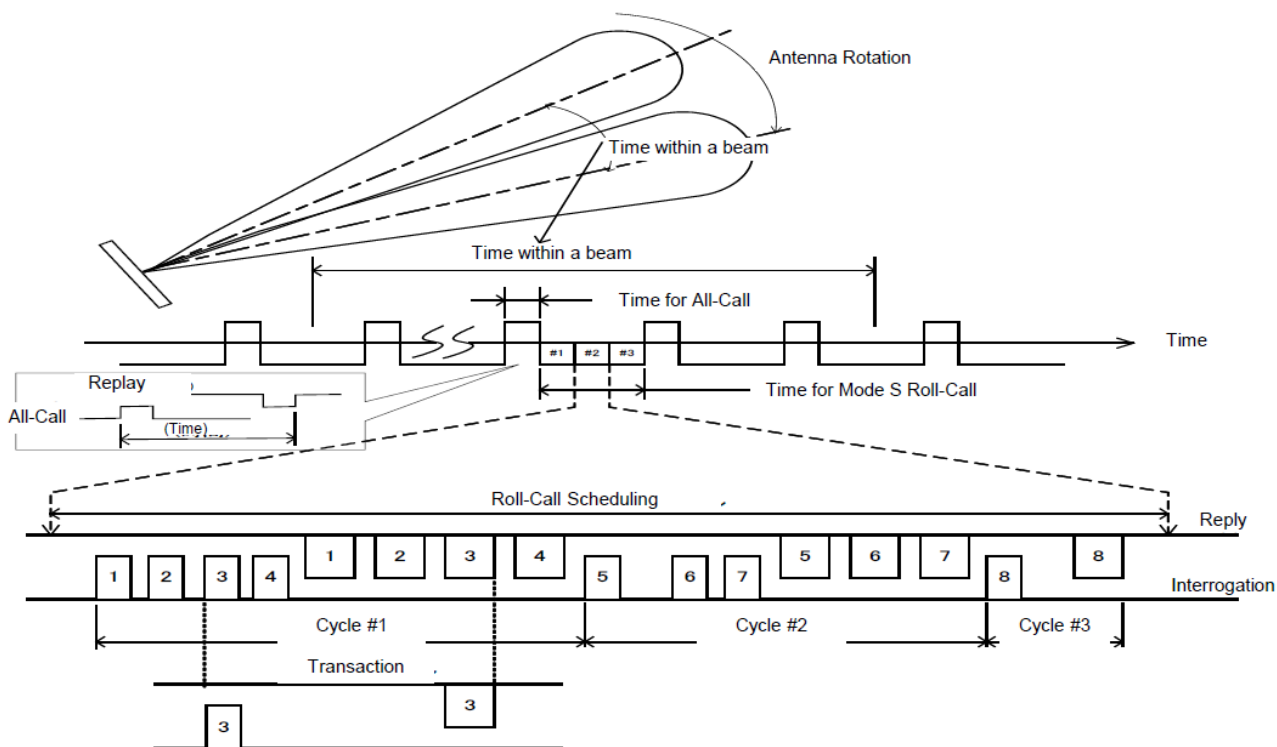 Antenna Rotation
Time within a beam
Time within a beam
Time for All-Call
#1 #2 #3
Time
Time for Mode S Roll-Call
Replay
All-Call
(Time)
Roll-Call Scheduling
Reply
1 2 3 4 5 6 7 8
1 2 3 4 5 6 7 8
Interrogation
Cycle #1
Cycle #2
Cycle #3
Transaction
3
3